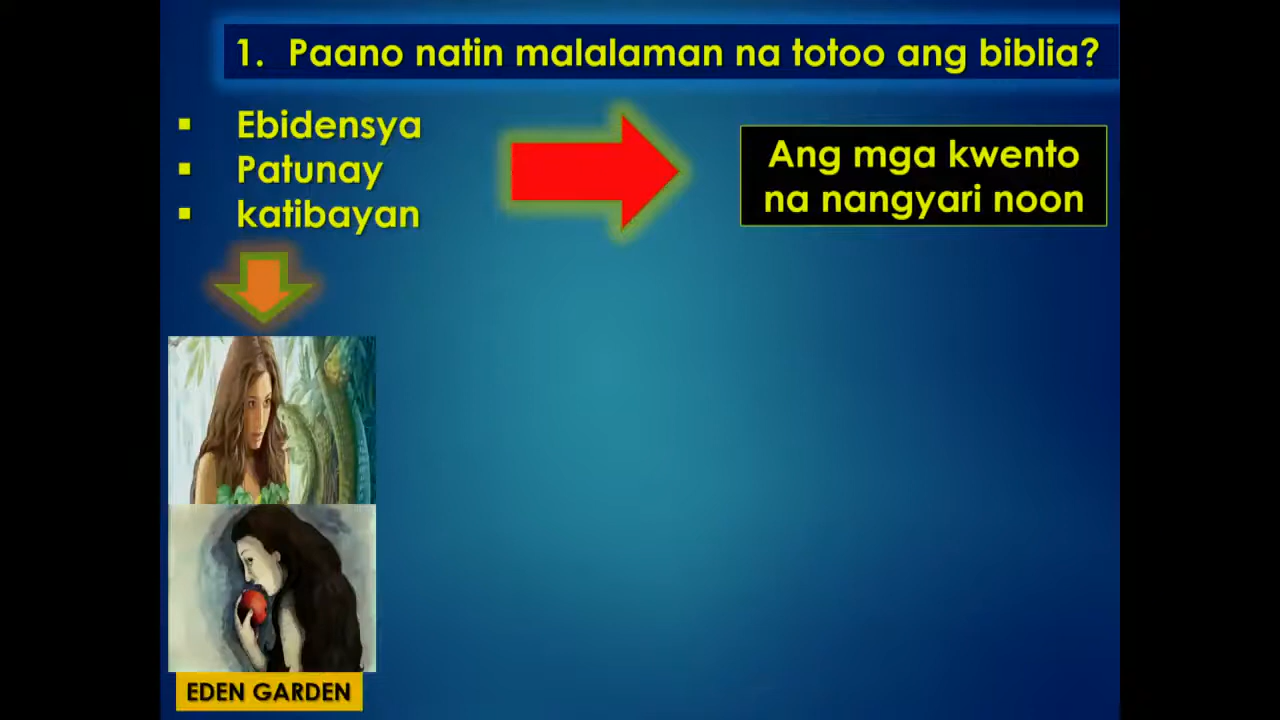 1. Paano natin malalaman na totoo ang biblia?
▪ Ebidensya
▪ Patunay
▪ katibayan
Ang mga kwento
na nangyari noon
EDEN GARDEN